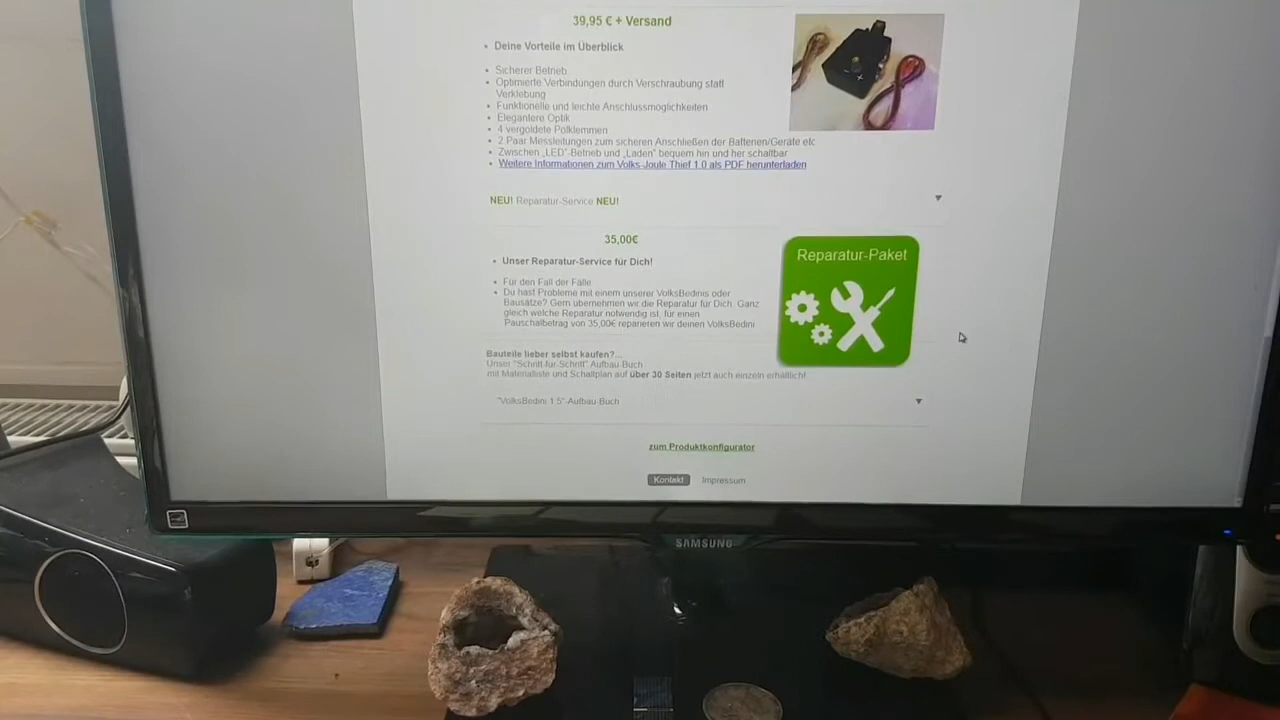 39,95 € + Versand
Deine Vorteile im Überblick
Sicherer Betrieb
Optimierte Verbindungen durch Verschraubung statt
Verklebung
Funktionelle und leichte Anschlussmöglichkeiten
Elegantere Optik
4 vergoldete Polklemmen
2 Paar Messleitungen zum sicheren Anschließen der Batterien/Geräte etc
Zwischen „LED"-Betrieb und „Laden" bequem hin und her schaltbar
Weitere Informationen zum Volks-Joule Thief 1.0 als PDF herunterladen
NEU! Reparatur-Service NEU!
35,00€
Reparatur-Paket
Unser Reparatur-Service für Dich!
Für den Fall der Fälle
Du hast Probleme mit einem unserer VolksBedinis oder
Bausätze? Gern übernehmen wir die Reparatur für Dich. Ganz
gleich welche Reparatur notwendig ist, für einen
Pauschalbetrag von 35,00€ reparieren wir deinen VolksBedini
Bauteile lieber selbst kaufen?...
Unser "Schritt-für-Schritt" Aufbau-Buch
mit Materialliste und Schaltplan auf über 30 Seiten jetzt auch einzeln erhältlich!
"VolksBedini 1.5"-Aufbau-Buch
zum Produktkonfigurator
Kontakt Impressum
SAMSUNG